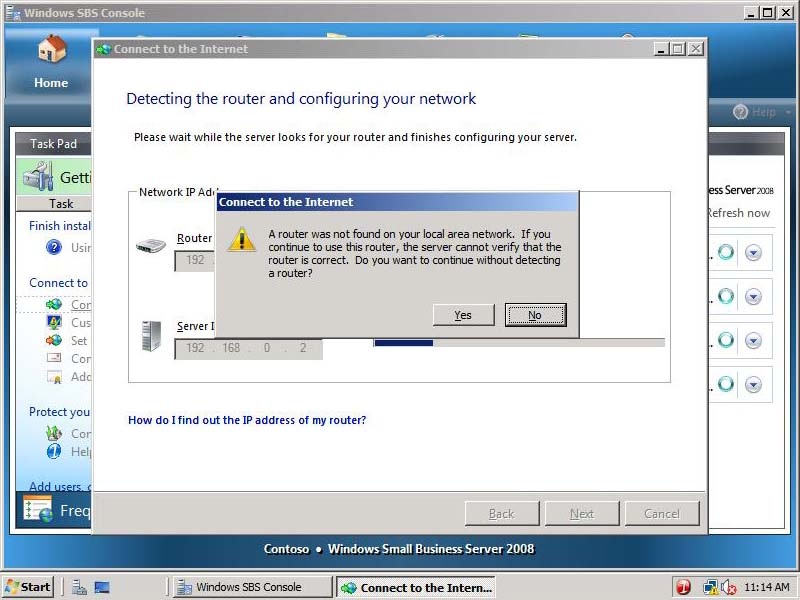 Windows SBS Console
Connect to the Internet
Home
Help
Detecting the router and configuring your network
Please wait while the server looks for your router and finishes configuring your server.
Task Pad
Getti
Task
Finish instal
Usin
Connect to
Con
Cus
Set
Con
Add
Protect you
Con
Help
Add users, c
Freq
Network IP Add
Router
192 .
Server I
192 . 168 . 0 . 2
Connect to the Internet
A router was not found on your local area network. If you
continue to use this router, the server cannot verify that the
router is correct. Do you want to continue without detecting
a router?
Yes
No
How do I find out the IP address of my router?
Back
Next
Cancel
ess Server 2008
Refresh now
Contoso • Windows Small Business Server 2008
Start
Windows SBS Console
Connect to the Intern...
11:14 AM